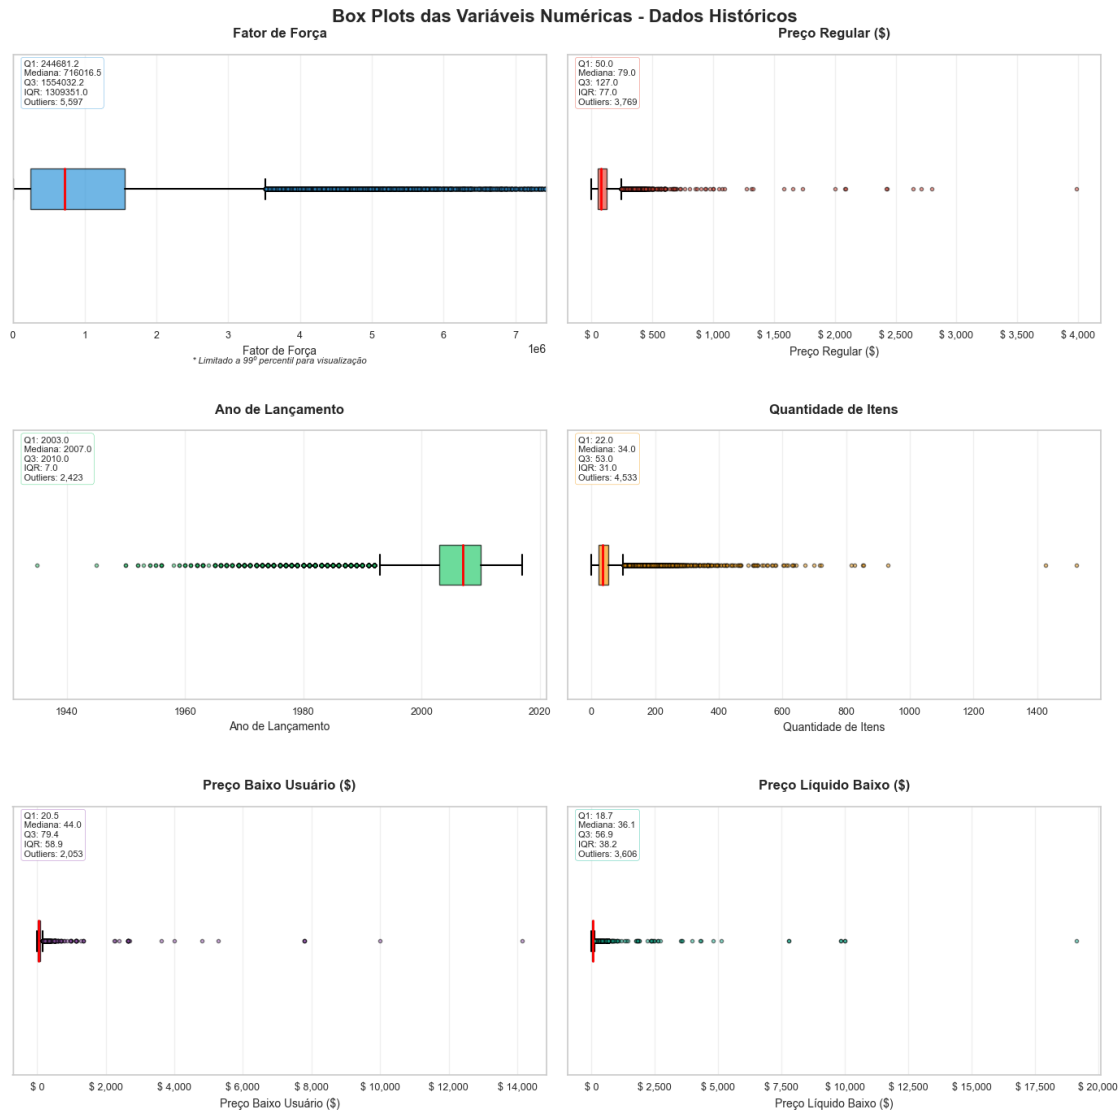 Box Plots das Variáveis Numéricas - Dados Históricos
Fator de Força
Q1: 244681.2
Mediana: 716016.5
Q3: 1554032.2
IQR: 1309351.0
Outliers: 5,597
0 1 2 3 4 5 6 7
1e6
Fator de Força
* Limitado a 99º percentil para visualização
Preço Regular ($)
Q1: 50.0
Mediana: 79.0
Q3: 127.0
IQR: 77.0
Outliers: 3,769
$ 0 $ 500 $ 1,000 $ 1,500 $ 2,000 $ 2,500 $ 3,000 $ 3,500 $ 4,000
Preço Regular ($)
Ano de Lançamento
Q1: 2003.0
Mediana: 2007.0
Q3: 2010.0
IQR: 7.0
Outliers: 2,423
1940 1960 1980 2000 2020
Ano de Lançamento
Quantidade de Itens
Q1: 22.0
Mediana: 34.0
Q3: 53.0
IQR: 31.0
Outliers: 4,533
0 200 400 600 800 1000 1200 1400
Quantidade de Itens
Preço Baixo Usuário ($)
Q1: 20.5
Mediana: 44.0
Q3: 79.4
IQR: 58.9
Outliers: 2,053
$ 0 $ 2,000 $ 4,000 $ 6,000 $ 8,000 $ 10,000 $ 12,000 $ 14,000
Preço Baixo Usuário ($)
Preço Líquido Baixo ($)
Q1: 18.7
Mediana: 36.1
Q3: 56.9
IQR: 38.2
Outliers: 3,606
$ 0 $ 2,500 $ 5,000 $ 7,500 $ 10,000 $ 12,500 $ 15,000 $ 17,500 $ 20,000
Preço Líquido Baixo ($)